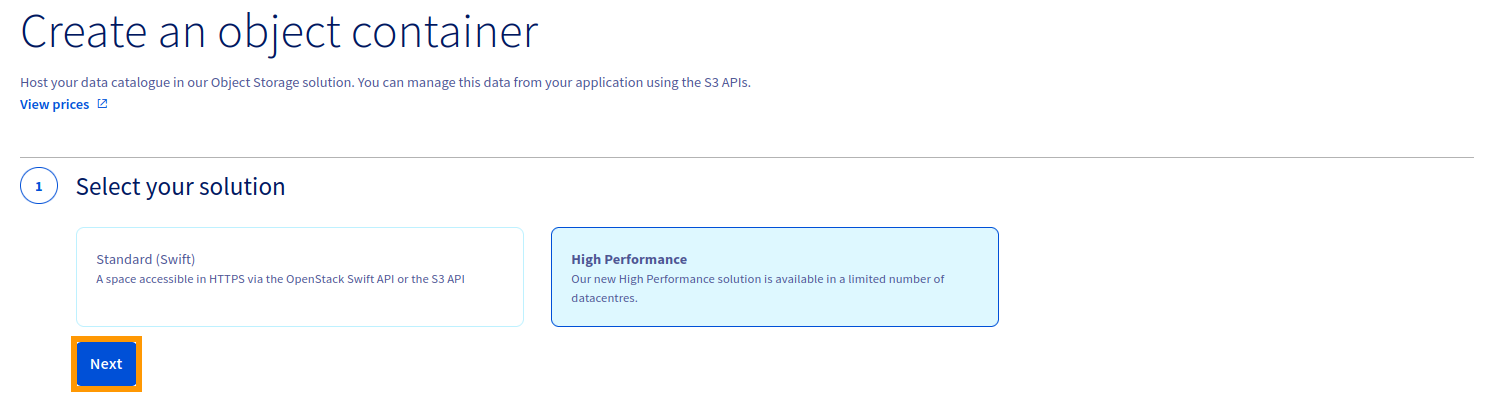 Create an object container
Host your data catalogue in our Object Storage solution. You can manage this data from your application using the S3 APIs.
View prices
1
Select your solution
Standard (Swift)
A space accessible in HTTPS via the OpenStack Swift API or the S3 API
High Performance
Our new High Performance solution is available in a limited number of
datacentres.
Next